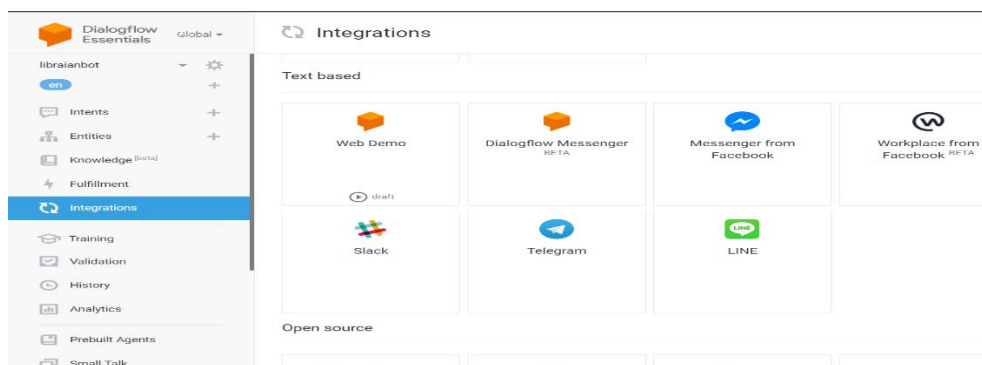 Dialogflow
Essentials
Global
Integrations
libraianbot
en
Intents
Entities
Knowledge [beta]
Fulfillment
Integrations
Training
Validation
History
Analytics
Prebuilt Agents
Small Talk
Text based
Web Demo
draft
Dialogflow Messenger
BETA
Messenger from
Facebook
Workplace from
Facebook BETA
Slack
Telegram
LINE
LINE
Open source